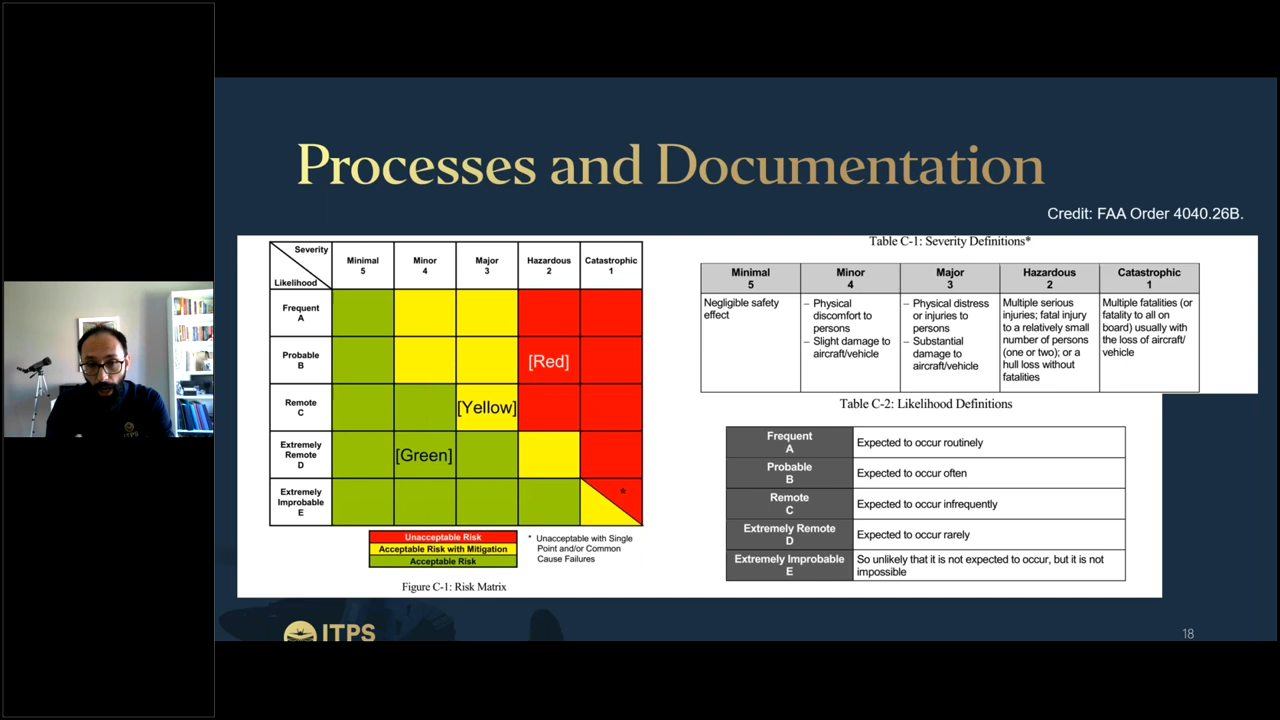 Processes and Documentation
Credit: FAA Order 4040.26B.
Severity
Likelihood
Minimal
5
Minor
4
Major
3
Hazardous
2
Catastrophic
1
Frequent
A
Probable
B
[Red]
Remote
C
[Yellow]
Extremely
Remote
D
[Green]
Extremely
Improbable
E
*
Unacceptable Risk
Acceptable Risk with Mitigation
Acceptable Risk
* Unacceptable with Single
Point and/or Common
Cause Failures
Figure C-1: Risk Matrix
Table C-1: Severity Definitions*
Minimal
5
Minor
4
Major
3
Hazardous
2
Catastrophic
1
Negligible safety
effect
– Physical
discomfort to
persons
– Slight damage to
aircraft/vehicle
– Physical distress
or injuries to
persons
– Substantial
damage to
aircraft/vehicle
Multiple serious
injuries; fatal injury
to a relatively small
number of persons
(one or two); or a
hull loss without
fatalities
Multiple fatalities (or
fatality to all on
board) usually with
the loss of aircraft/
vehicle
Table C-2: Likelihood Definitions
Frequent
A
Expected to occur routinely
Probable
B
Expected to occur often
Remote
C
Expected to occur infrequently
Extremely Remote
D
Expected to occur rarely
Extremely Improbable
E
So unlikely that it is not expected to occur, but it is not
impossible
ITPS
18
ITPS